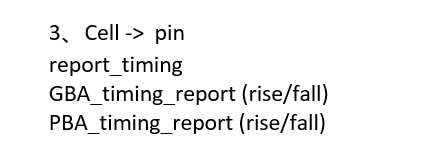 3、Cell -> pin
report_timing
GBA_timing_report (rise/fall)
PBA_timing_report (rise/fall)